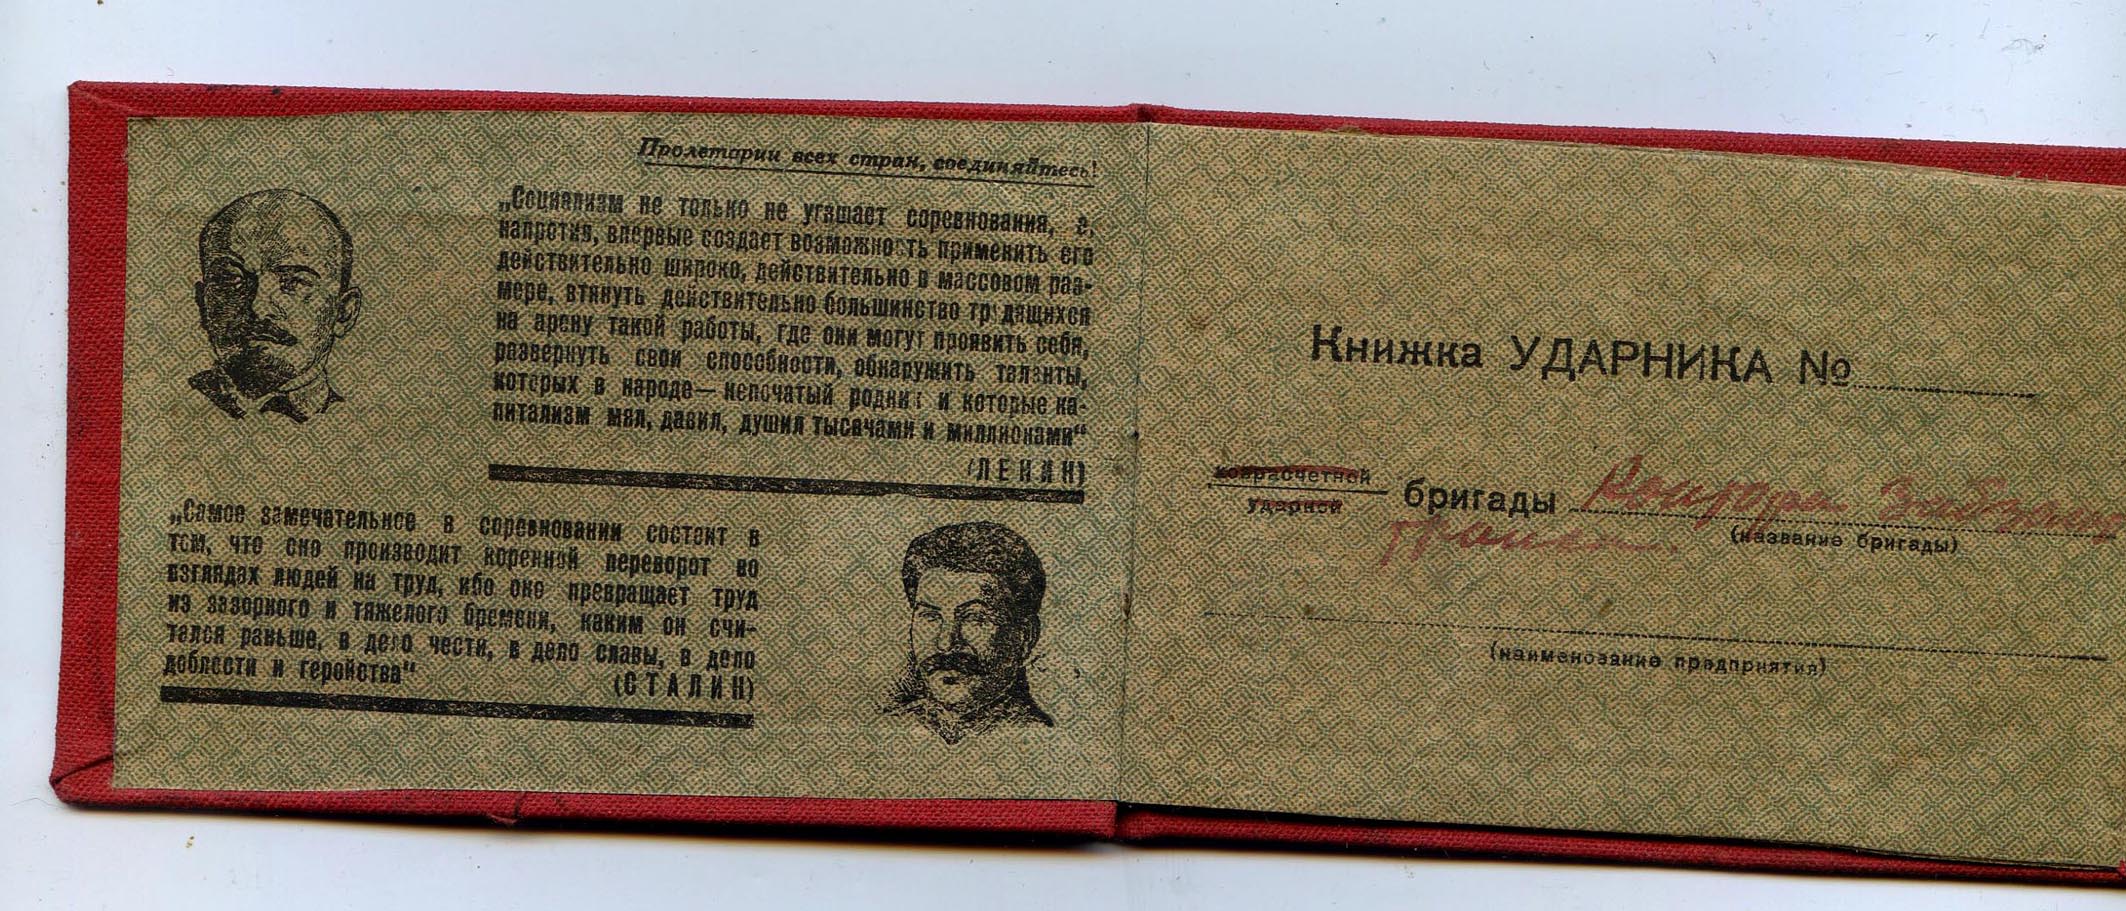 Пролетарии всех стран, соединяйтесь!
„Социализм не только не угашает соревнования, а,
напротив, впервые создает возможность применить его
действительно широко, действительно в массовом раз-
мере, втянуть действительно большинство трудящихся
на арену такой работы, где они могут проявить себя,
развернуть свои способности, обнаружить таланты,
которых в народе — непочатый родник и которые ка-
питализм мял, давил, душил тысячами и миллионами“
(ЛЕНИН)
„Самое замечательное в соревновании состоит в
том, что оно производит коренной переворот во
взглядах людей на труд, ибо оно превращает труд
из зазорного и тяжелого бремени, каким он счи-
тался раньше, в дело чести, в дело славы, в дело
доблести и геройства“
(СТАЛИН)
Книжка УДАРНИКА №
хозрасчетной
ударной
бригады
(название бригады)
(наименование предприятия)